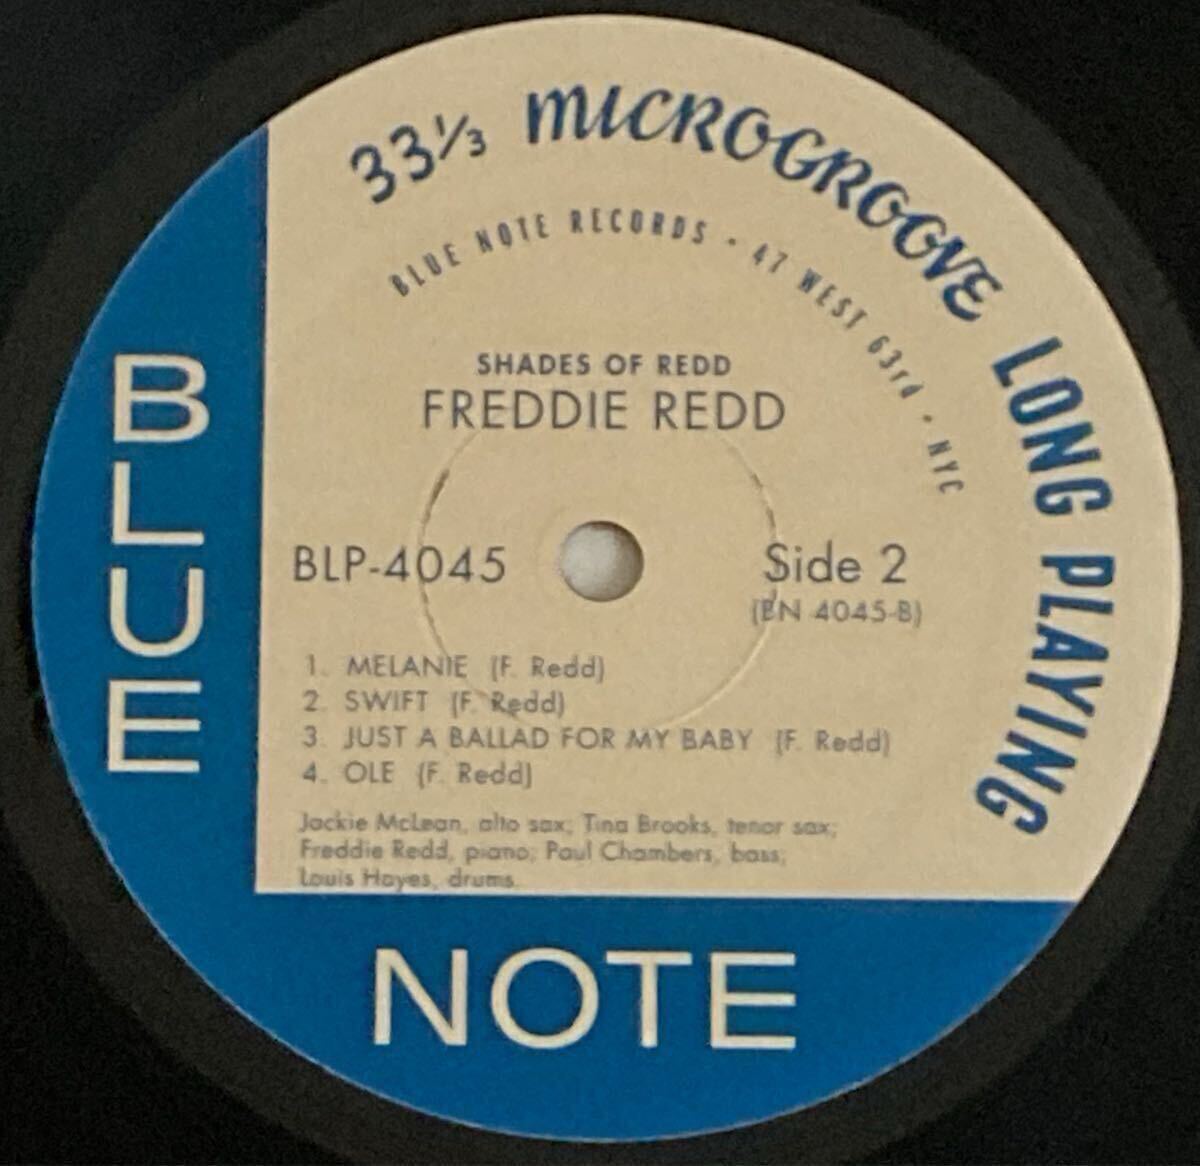 33⅓ MICROGROOVE LONG PLAYING
BLUE NOTE RECORDS • 47 WEST 63rd • NYC
SHADES OF REDD
FREDDIE REDD
BLP-4045
Side 2
(BN 4045-B)
1. MELANIE (F. Redd)
2. SWIFT (F. Redd)
3. JUST A BALLAD FOR MY BABY (F. Redd)
4. OLE (F. Redd)
Jackie McLean, alto sax; Tina Brooks, tenor sax;
Freddie Redd, piano; Paul Chambers, bass;
Louis Hayes, drums.
BLUE
NOTE